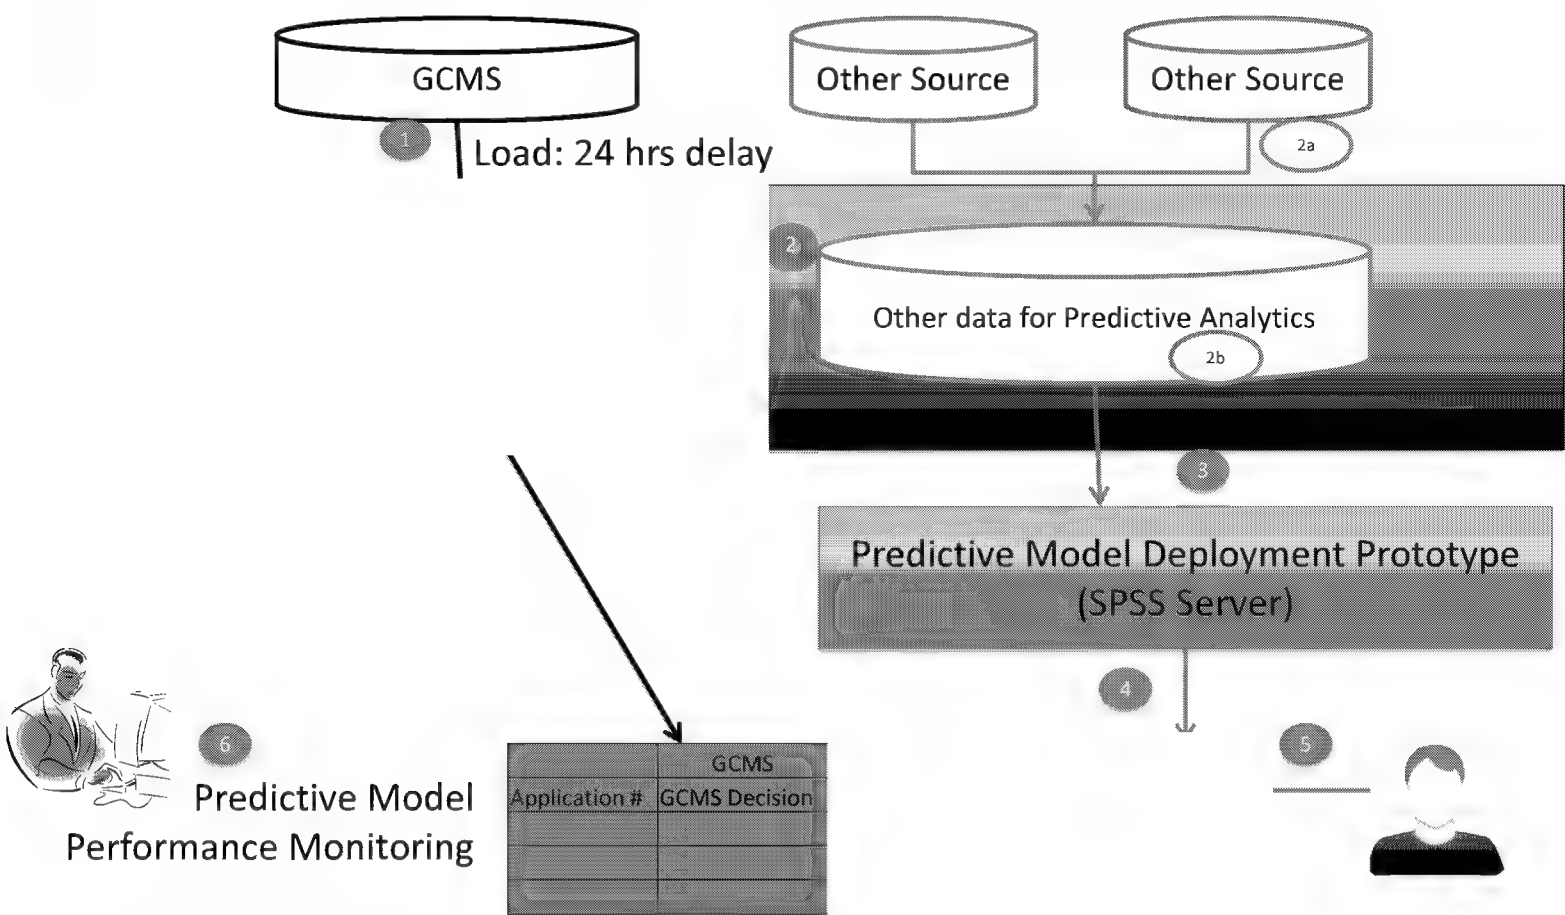 GCMS
Other Source
Other Source
1
Load: 24 hrs delay
2a
2
Other data for Predictive Analytics
2b
3
Predictive Model Deployment Prototype
(SPSS Server)
4
5
6
Predictive Model
Performance Monitoring
GCMS
Application # GCMS Decision